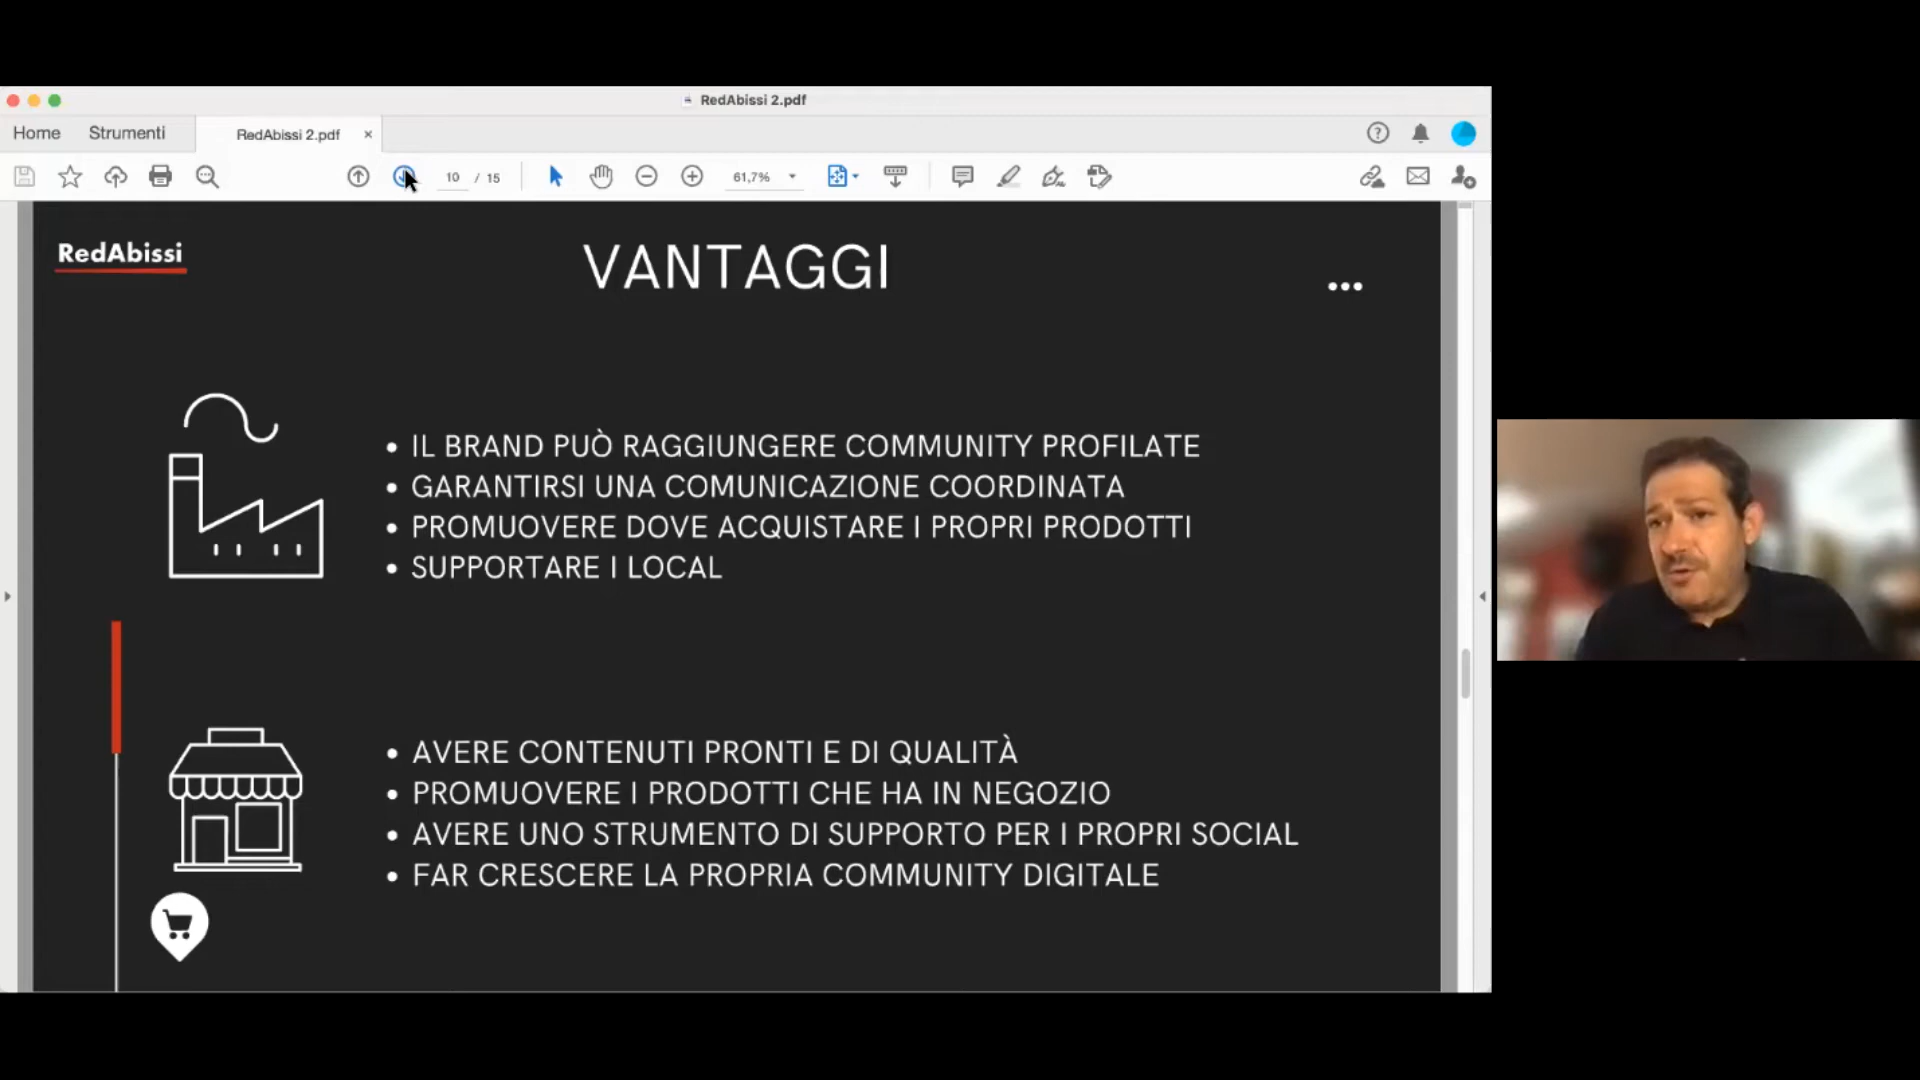 RedAbissi 2.pdf
Home Strumenti RedAbissi 2.pdf ×
10 / 15 61,7%
RedAbissi
VANTAGGI
...
• IL BRAND PUÒ RAGGIUNGERE COMMUNITY PROFILATE
• GARANTIRSI UNA COMUNICAZIONE COORDINATA
• PROMUOVERE DOVE ACQUISTARE I PROPRI PRODOTTI
• SUPPORTARE I LOCAL
• AVERE CONTENUTI PRONTI E DI QUALITÀ
• PROMUOVERE I PRODOTTI CHE HA IN NEGOZIO
• AVERE UNO STRUMENTO DI SUPPORTO PER I PROPRI SOCIAL
• FAR CRESCERE LA PROPRIA COMMUNITY DIGITALE